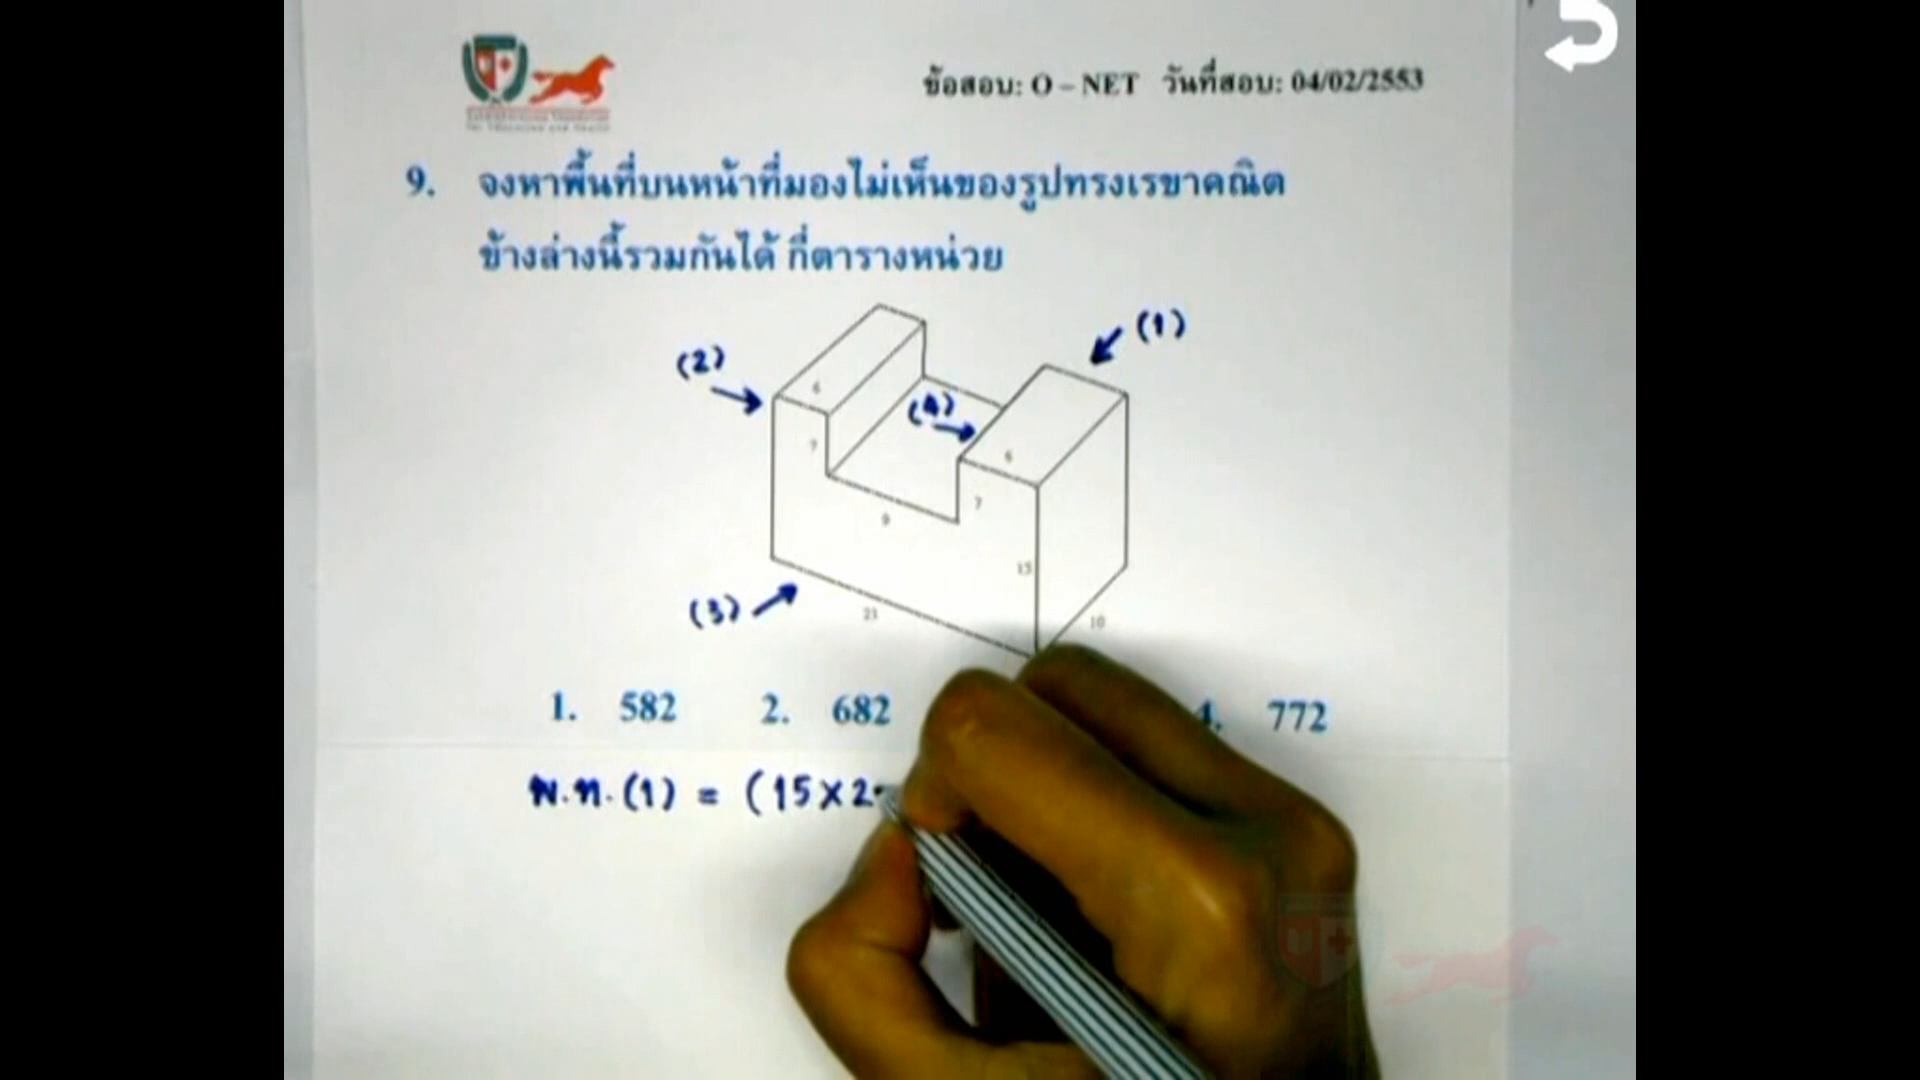 ข้อสอบ: O – NET วันที่สอบ: 04/02/2553
9. จงหาพื้นที่บนหน้าที่มองไม่เห็นของรูปทรงเรขาคณิต
ข้างล่างนี้รวมกันได้ กี่ตารางหน่วย
(1)
(2)
6
(4)
7
6
7
9
15
(3)
21
10
1. 582 2. 682 4. 772
พ.ท. (1) = (15×2